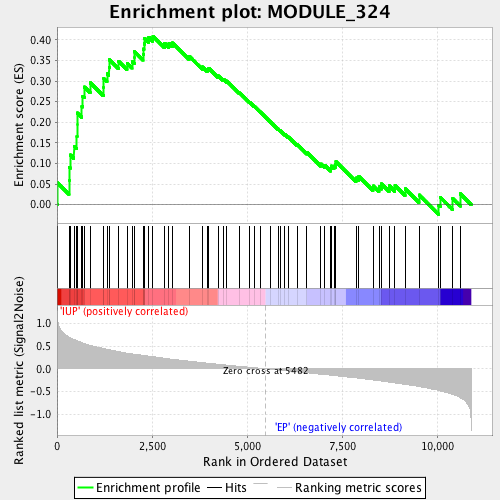 Enrichment plot: MODULE_324
Enrichment score (ES)
0.40
0.35
0.30
0.25
0.20
0.15
0.10
0.05
0.00
Ranked list metric (Signal2Noise)
'IUP' (positively correlated)
1.0
0.5
0.0
-0.5
-1.0
Zero cross at 5482
'EP' (negatively correlated)
0
2,500
5,000
7,500
10,000
Rank in Ordered Dataset
Enrichment profile
Hits
Ranking metric scores